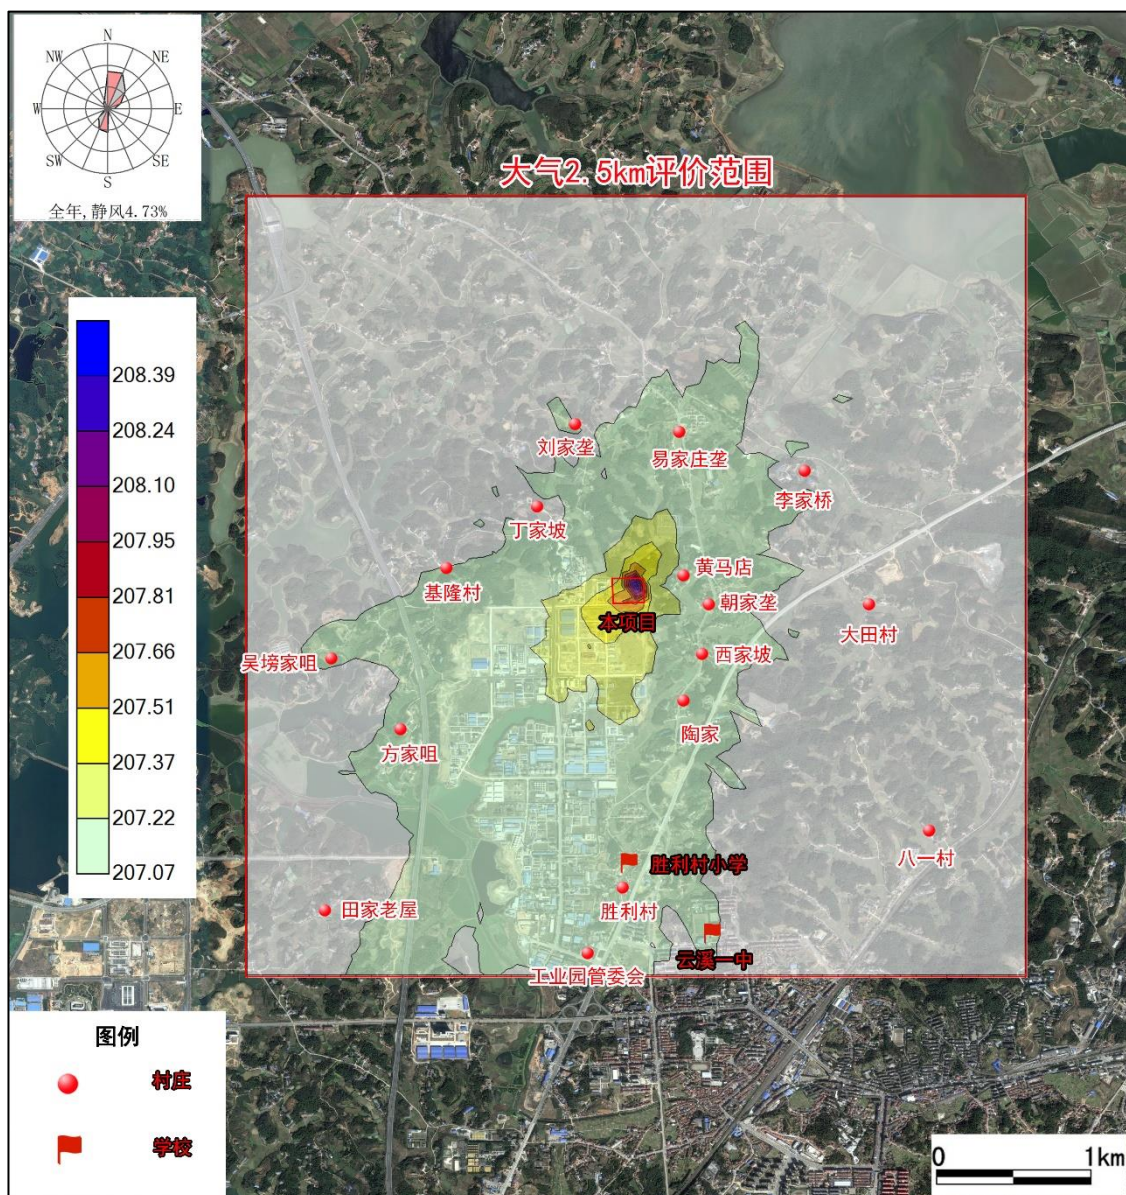 N
NW
NE
W
E
SW
SE
S
全年,静风4.73%
大气2.5km评价范围
208.39
208.24
208.10
207.95
207.81
207.66
207.51
207.37
207.22
207.07
刘家垄
易家庄垄
李家桥
丁家坡
黄马店
基隆村
朝家垄
本项目
大田村
吴塝家咀
西家坡
方家咀
陶家
八一村
胜利村小学
田家老屋
胜利村
云溪一中
工业园管委会
图例
村庄
学校
0
1km